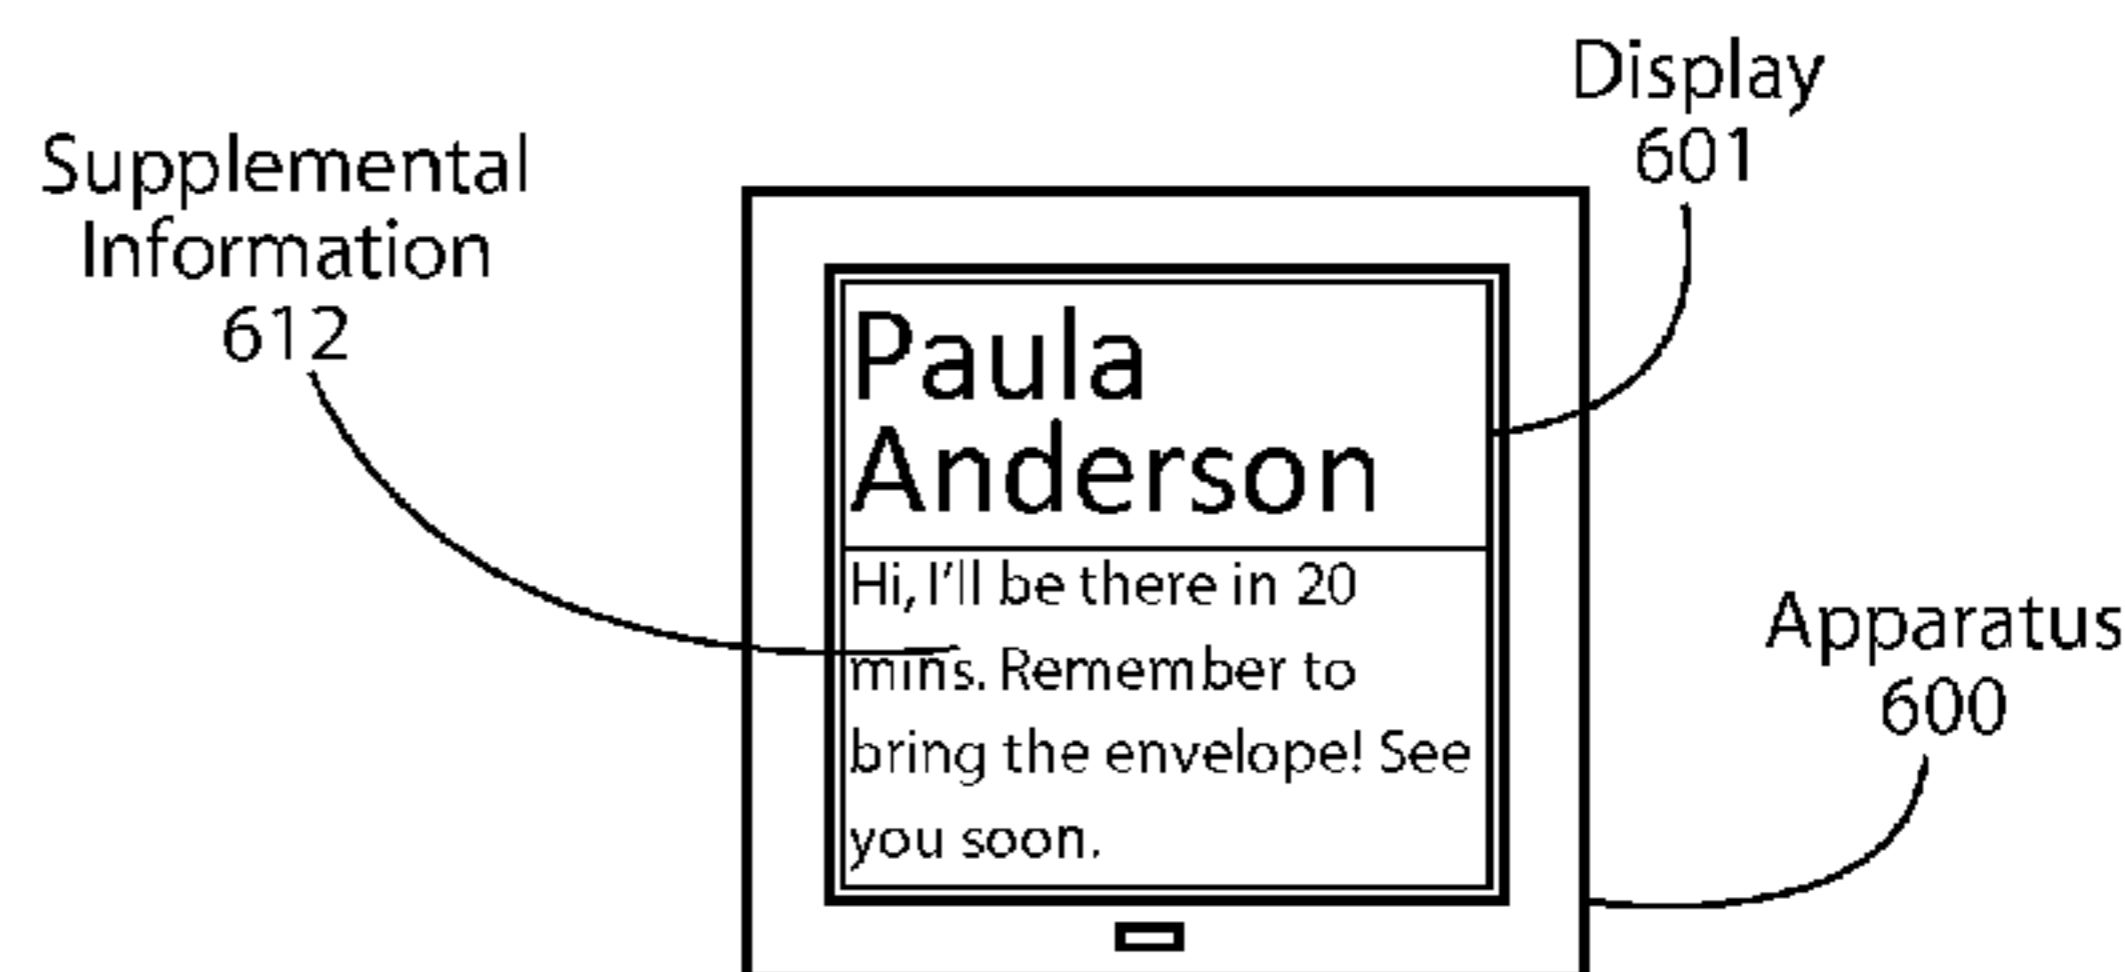 Display
601
Supplemental
Information
612
Paula
Anderson
Hi, I'll be there in 20
mins. Remember to
bring the envelope! See
you soon.
Apparatus
600